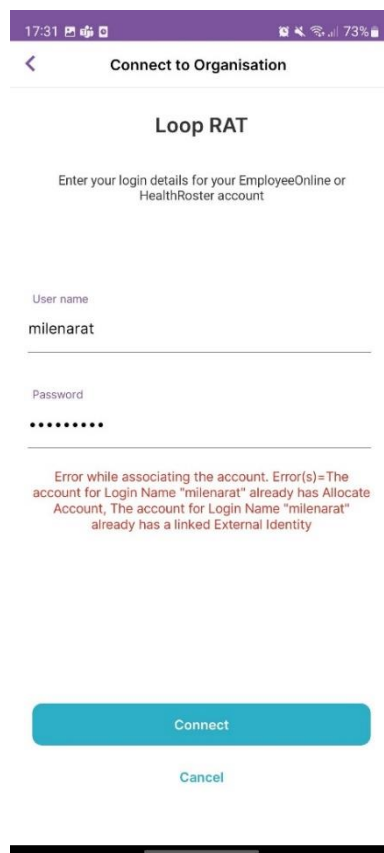 17:31 73%
Connect to Organisation
Loop RAT
Enter your login details for your EmployeeOnline or
HealthRoster account
User name
milenarat
Password
•••••••••
Error while associating the account. Error(s)=The
account for Login Name "milenarat" already has Allocate
Account, The account for Login Name "milenarat"
already has a linked External Identity
Connect
Cancel